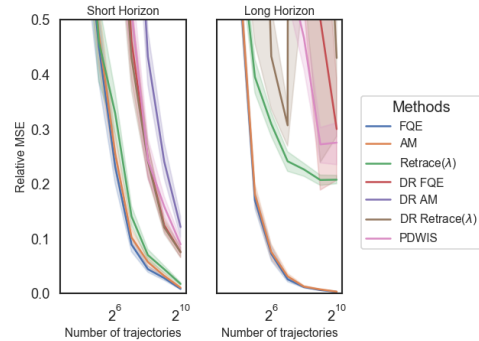 Short Horizon
Long Horizon
0.5
0.4
0.3
0.2
0.1
0.0
Relative MSE
2^6
2^10
2^6
2^10
Number of trajectories
Number of trajectories
Methods
FQE
AM
Retrace(λ)
DR FQE
DR AM
DR Retrace(λ)
PDWIS